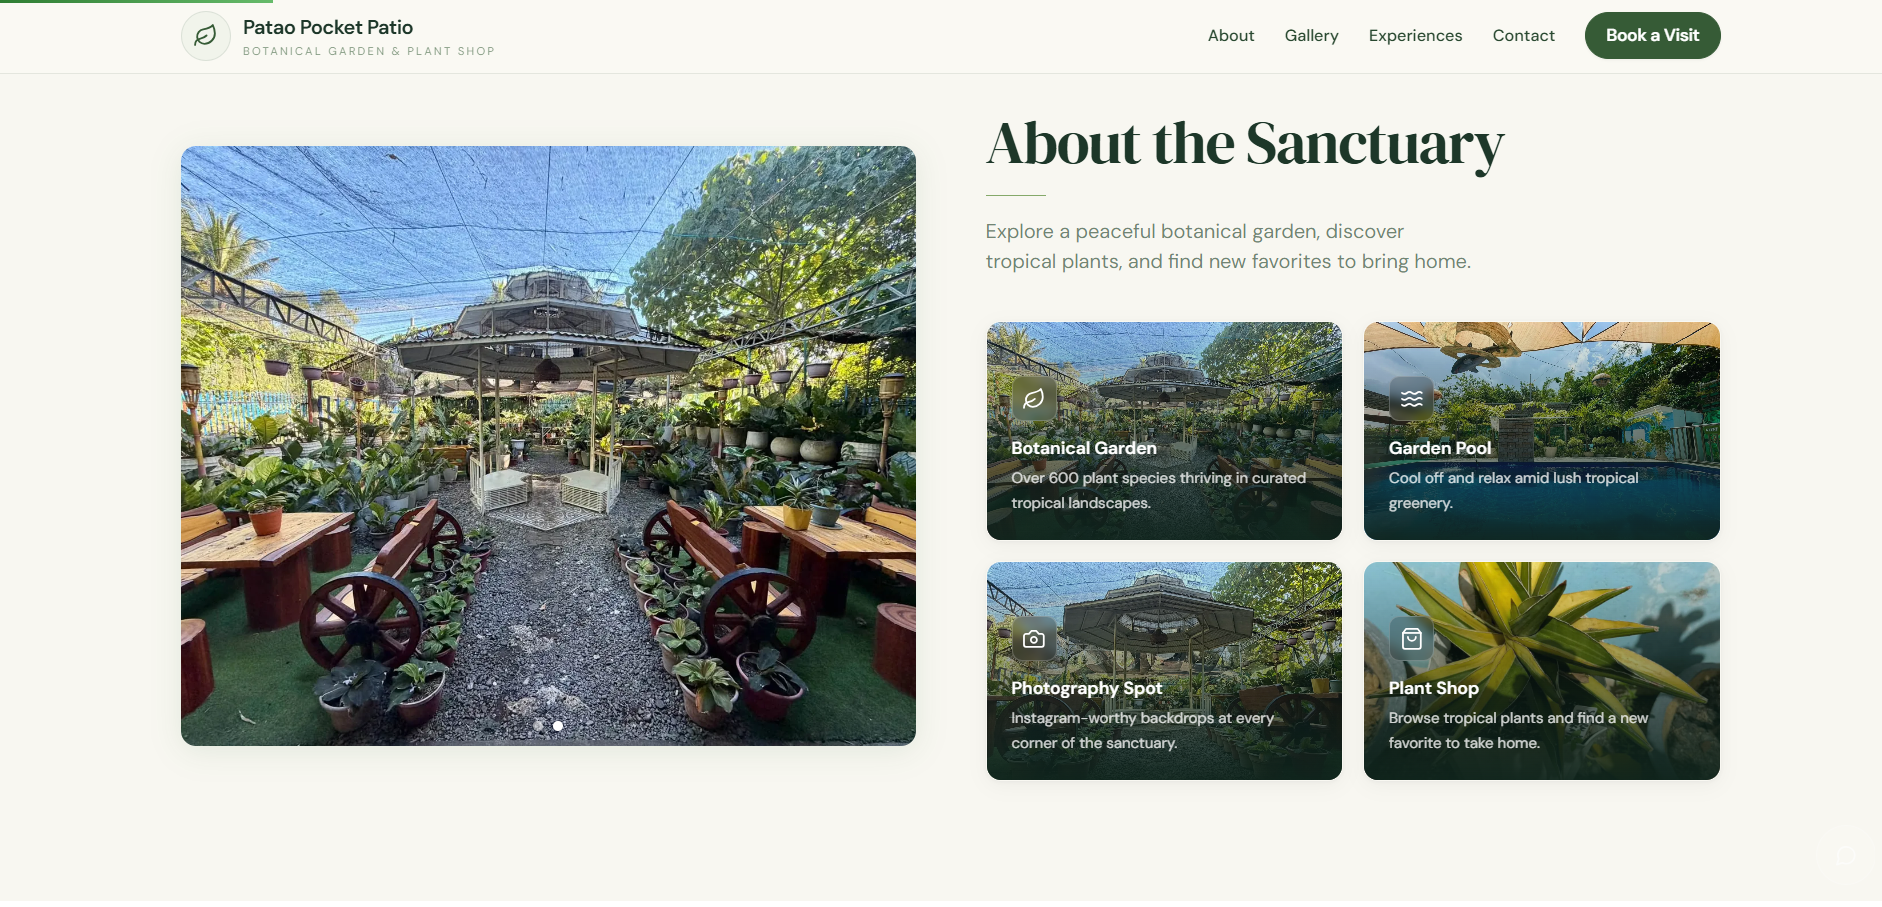 Patao Pocket Patio
BOTANICAL GARDEN & PLANT SHOP
About
Gallery
Experiences
Contact
Book a Visit
About the Sanctuary
Explore a peaceful botanical garden, discover
tropical plants, and find new favorites to bring home.
Botanical Garden
Over 600 plant species thriving in curated
tropical landscapes.
Garden Pool
Cool off and relax amid lush tropical
greenery.
Photography Spot
Instagram-worthy backdrops at every
corner of the sanctuary.
Plant Shop
Browse tropical plants and find a new
favorite to take home.